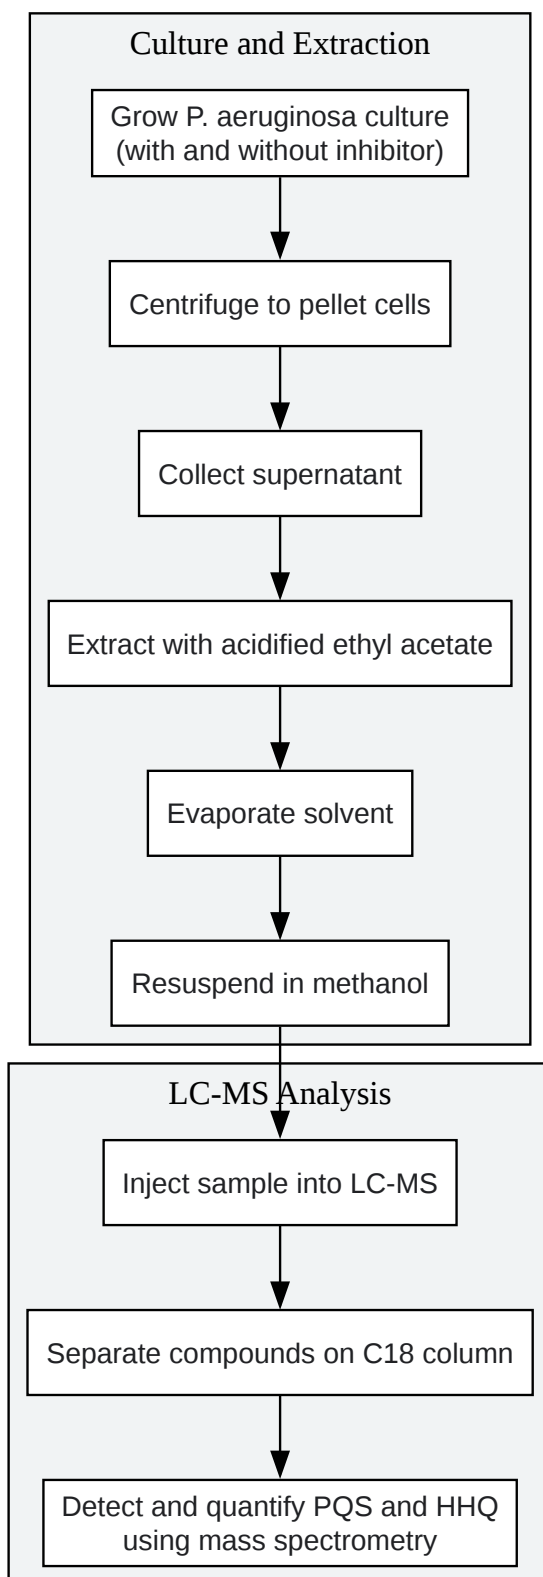 Culture and Extraction
Grow P. aeruginosa culture
(with and without inhibitor)
Centrifuge to pellet cells
Collect supernatant
Extract with acidified ethyl acetate
Evaporate solvent
Resuspend in methanol
LC-MS Analysis
Inject sample into LC-MS
Separate compounds on C18 column
Detect and quantify PQS and HHQ
using mass spectrometry